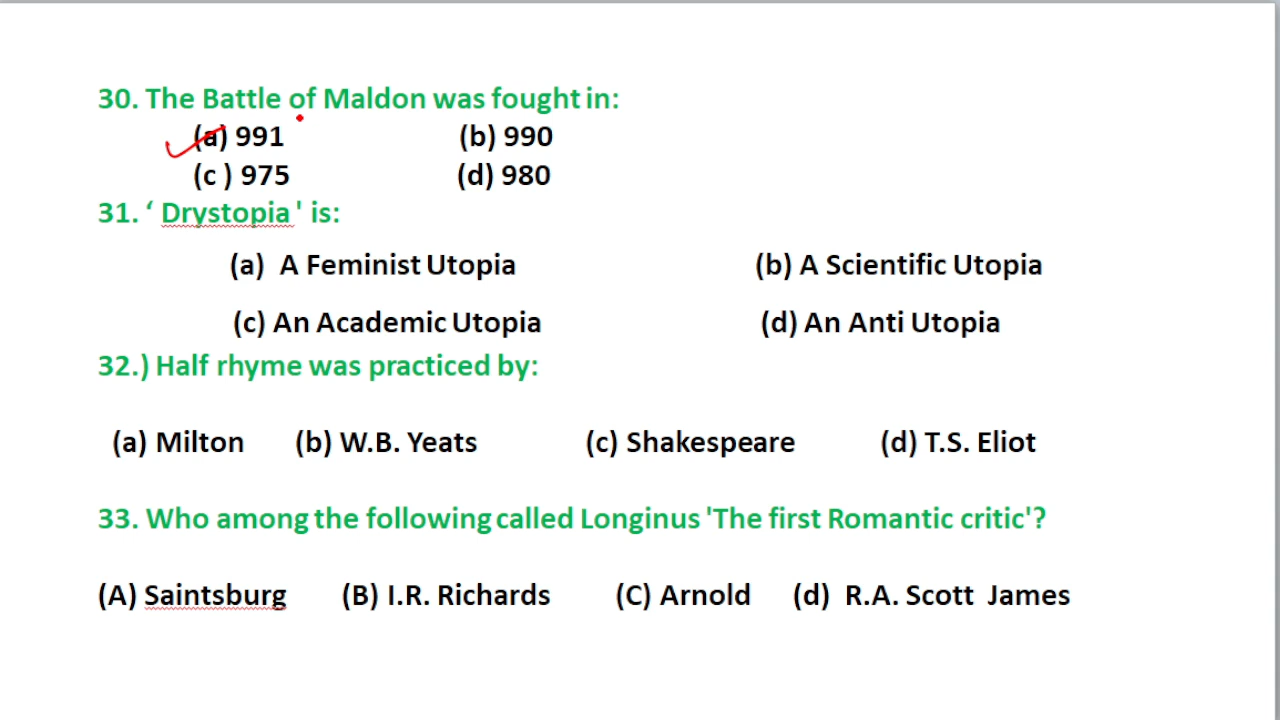 30. The Battle of Maldon was fought in:
(a) 991 (b) 990
(c ) 975 (d) 980
31. ‘ Drystopia ' is:
(a) A Feminist Utopia (b) A Scientific Utopia
(c) An Academic Utopia (d) An Anti Utopia
32.) Half rhyme was practiced by:
(a) Milton (b) W.B. Yeats (c) Shakespeare (d) T.S. Eliot
33. Who among the following called Longinus 'The first Romantic critic'?
(A) Saintsburg (B) I.R. Richards (C) Arnold (d) R.A. Scott James